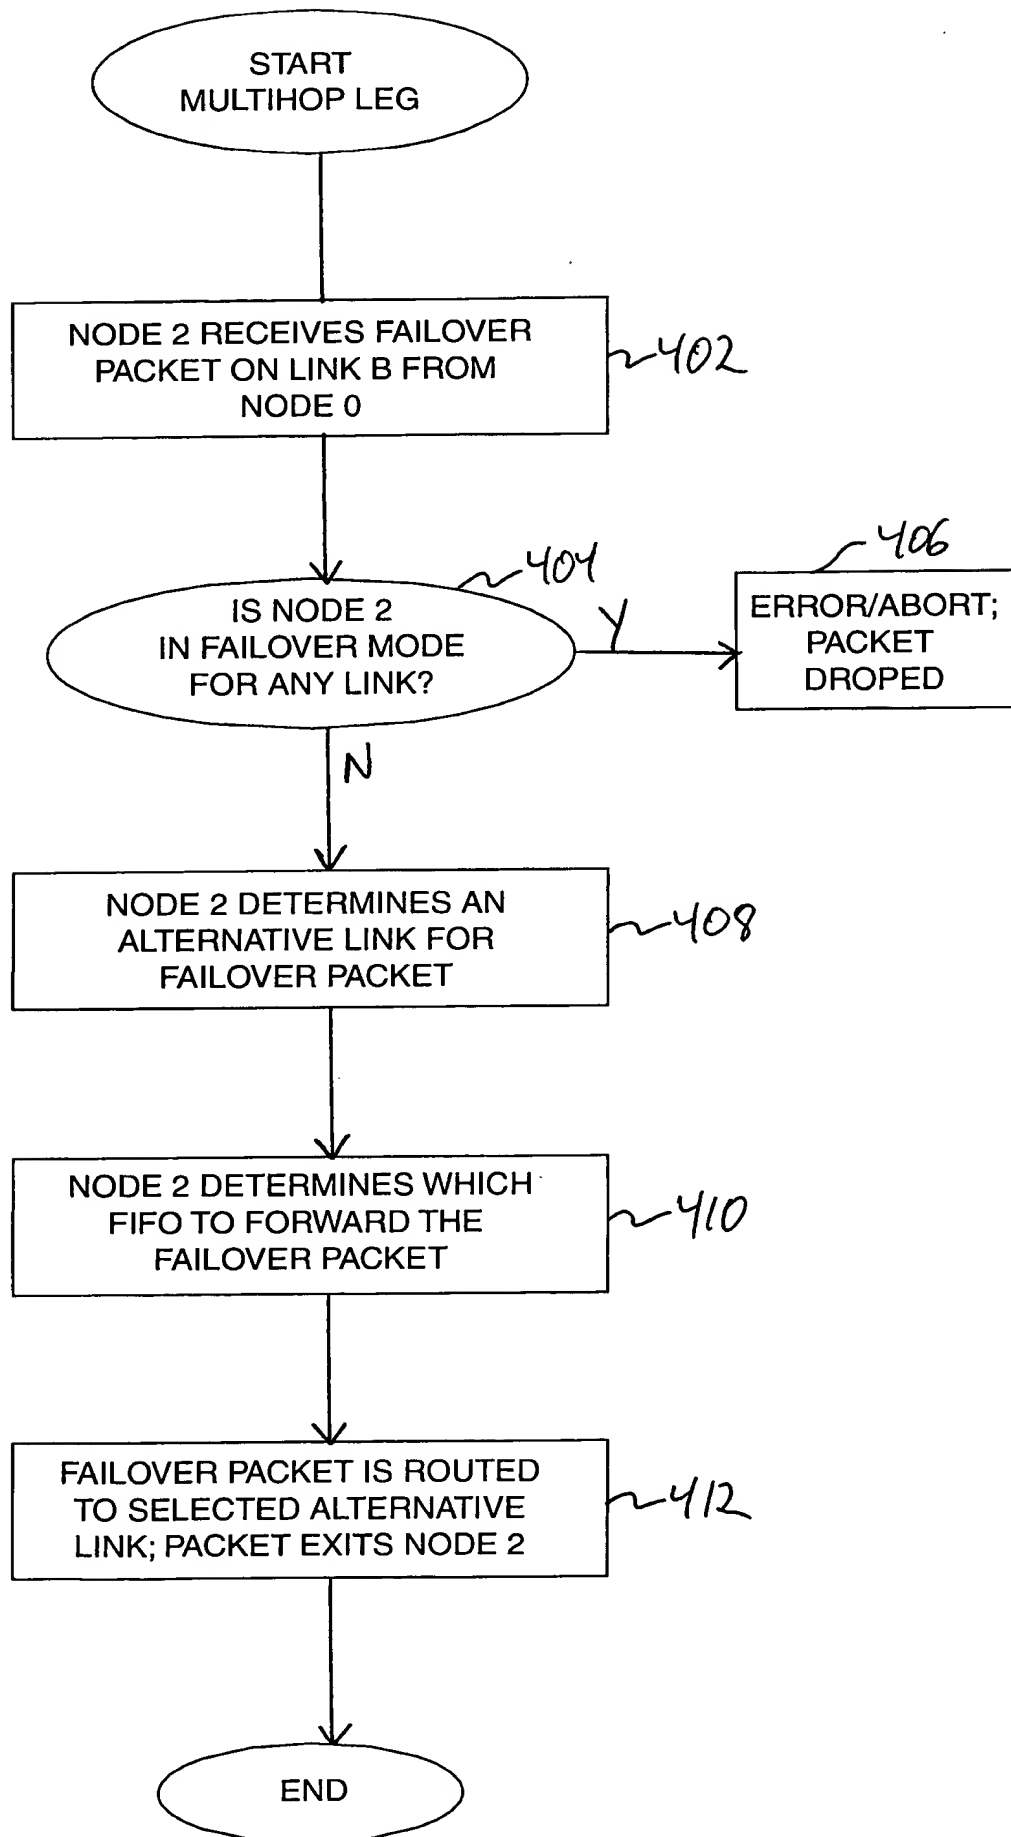 START
MULTIHOP LEG
NODE 2 RECEIVES FAILOVER
PACKET ON LINK B FROM
NODE 0
402
404
IS NODE 2
IN FAILOVER MODE
FOR ANY LINK?
Y
406
ERROR/ABORT;
PACKET
DROPED
N
NODE 2 DETERMINES AN
ALTERNATIVE LINK FOR
FAILOVER PACKET
408
NODE 2 DETERMINES WHICH
FIFO TO FORWARD THE
FAILOVER PACKET
410
FAILOVER PACKET IS ROUTED
TO SELECTED ALTERNATIVE
LINK; PACKET EXITS NODE 2
412
END